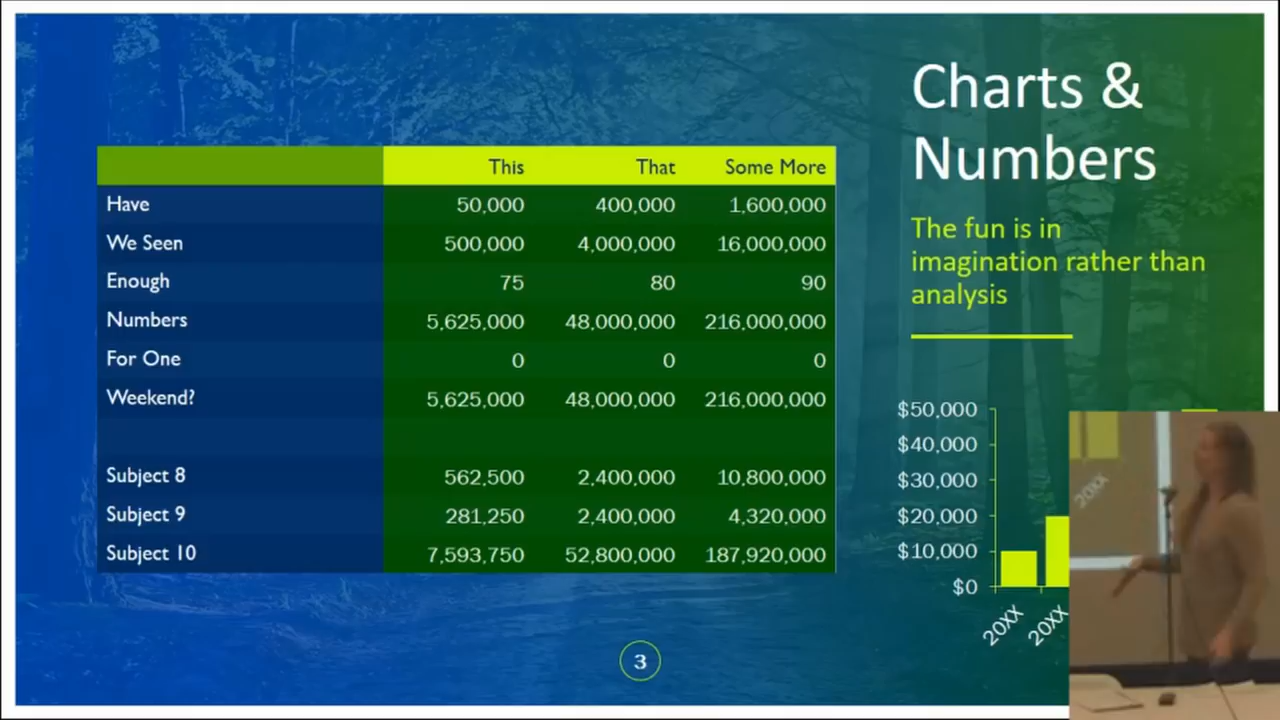 Charts &
Numbers
The fun is in
imagination rather than
analysis
This That Some More
Have 50,000 400,000 1,600,000
We Seen 500,000 4,000,000 16,000,000
Enough 75 80 90
Numbers 5,625,000 48,000,000 216,000,000
For One 0 0 0
Weekend? 5,625,000 48,000,000 216,000,000
Subject 8 562,500 2,400,000 10,800,000
Subject 9 281,250 2,400,000 4,320,000
Subject 10 7,593,750 52,800,000 187,920,000
$50,000
$40,000
$30,000
$20,000
$10,000
$0
20XX 20XX
20XX
3